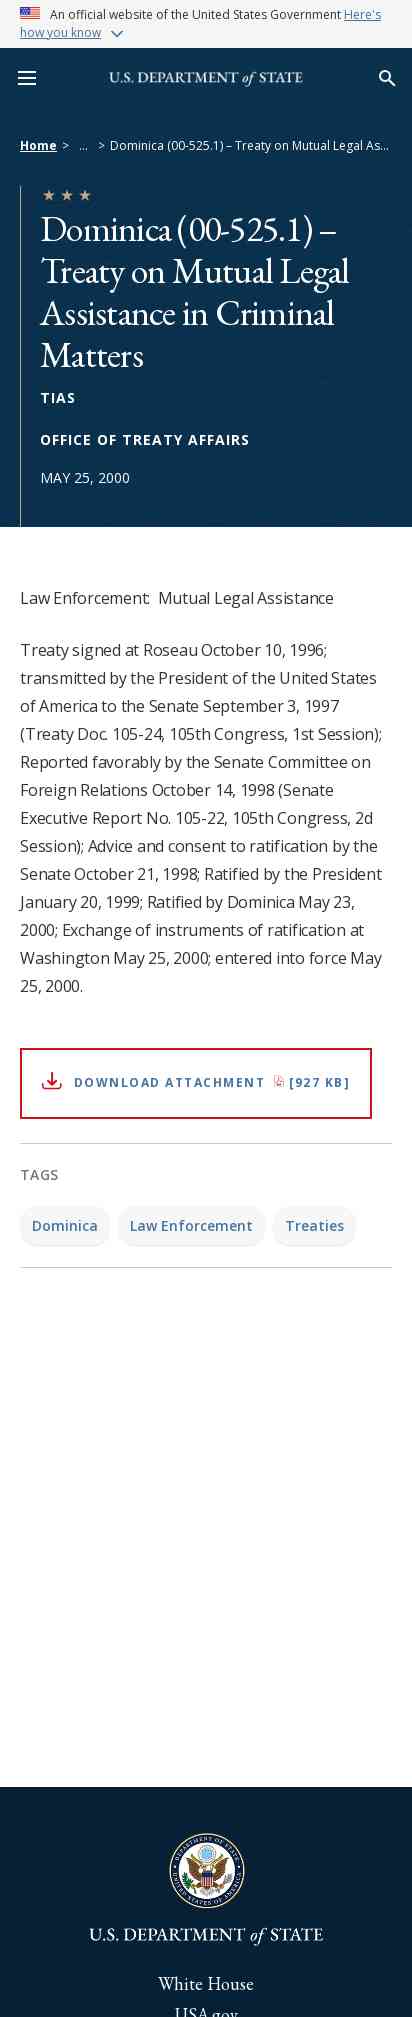 An official website of the United States Government Here's
how you know
U.S. DEPARTMENT of STATE
Home > ... > Dominica (00-525.1) – Treaty on Mutual Legal As...
Dominica (00-525.1) –
Treaty on Mutual Legal
Assistance in Criminal
Matters
TIAS
OFFICE OF TREATY AFFAIRS
MAY 25, 2000
Law Enforcement:  Mutual Legal Assistance
Treaty signed at Roseau October 10, 1996;
transmitted by the President of the United States
of America to the Senate September 3, 1997
(Treaty Doc. 105-24, 105th Congress, 1st Session);
Reported favorably by the Senate Committee on
Foreign Relations October 14, 1998 (Senate
Executive Report No. 105-22, 105th Congress, 2d
Session); Advice and consent to ratification by the
Senate October 21, 1998; Ratified by the President
January 20, 1999; Ratified by Dominica May 23,
2000; Exchange of instruments of ratification at
Washington May 25, 2000; entered into force May
25, 2000.
DOWNLOAD ATTACHMENT [927 KB]
TAGS
Dominica Law Enforcement Treaties
DEPARTMENT OF STATE
UNITED STATES OF AMERICA
U.S. DEPARTMENT of STATE
White House
USA.gov